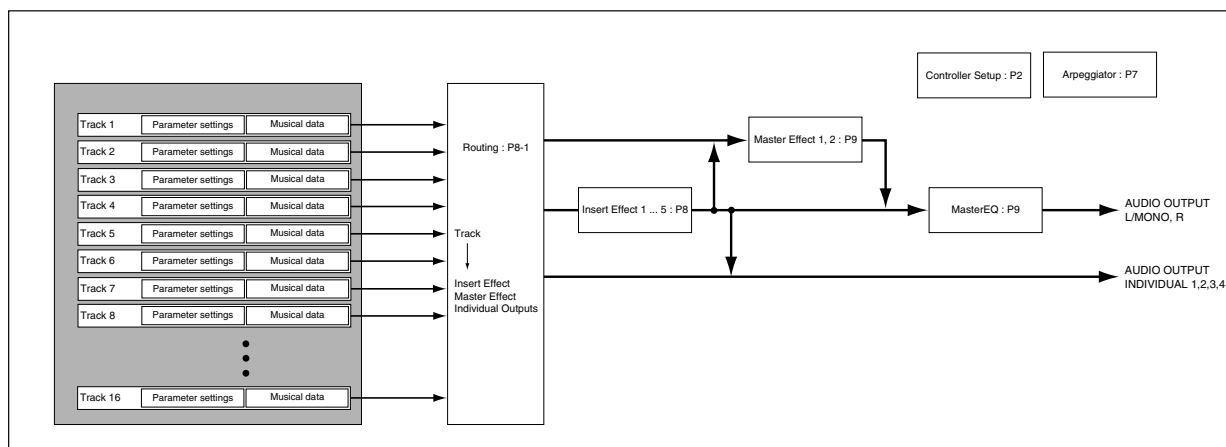 Controller Setup : P2
Arpeggiator : P7
Track 1 Parameter settings Musical data
Track 2 Parameter settings Musical data
Track 3 Parameter settings Musical data
Track 4 Parameter settings Musical data
Track 5 Parameter settings Musical data
Track 6 Parameter settings Musical data
Track 7 Parameter settings Musical data
Track 8 Parameter settings Musical data
Track 16 Parameter settings Musical data
Routing : P8-1
Track
Insert Effect
Master Effect
Individual Outputs
Master Effect 1, 2 : P9
Insert Effect 1 ... 5 : P8
MasterEQ : P9
AUDIO OUTPUT
L/MONO, R
AUDIO OUTPUT
INDIVIDUAL 1,2,3,4